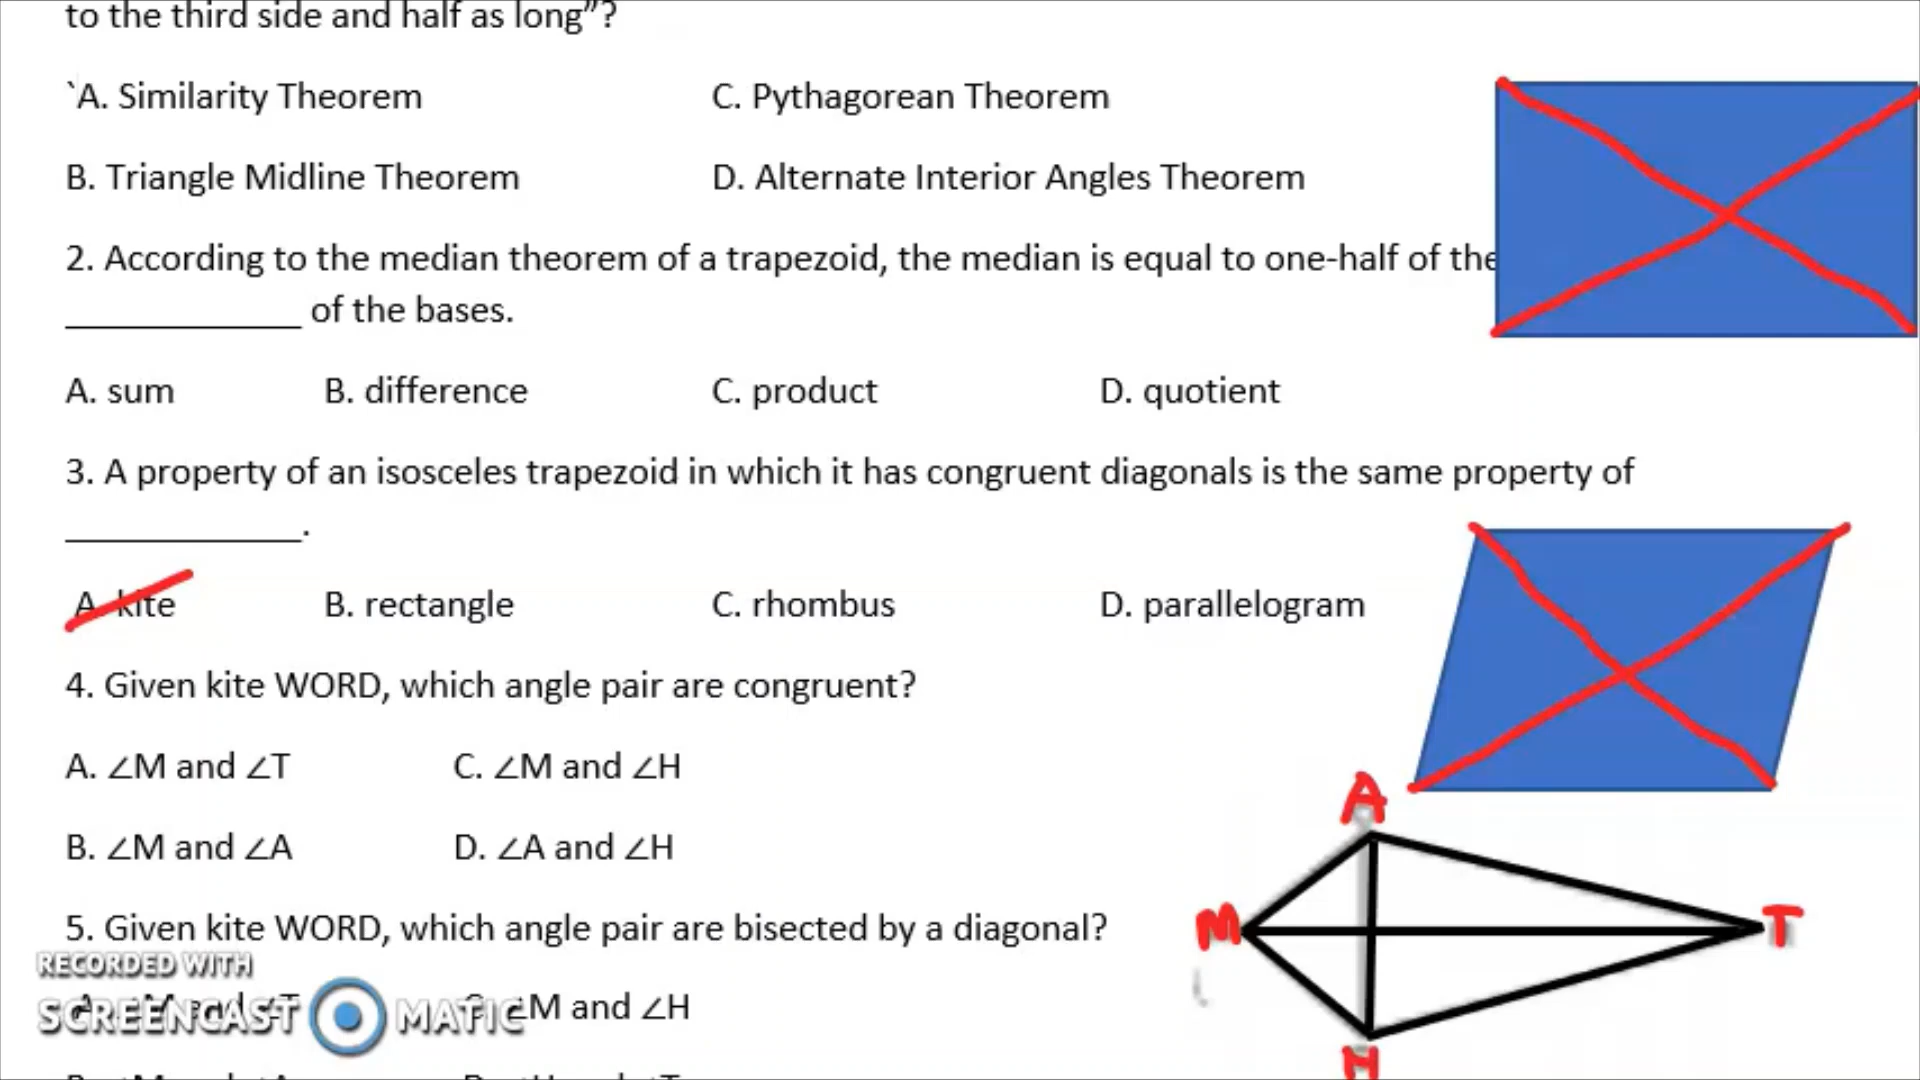 to the third side and half as long”?
`A. Similarity Theorem C. Pythagorean Theorem
B. Triangle Midline Theorem D. Alternate Interior Angles Theorem
2. According to the median theorem of a trapezoid, the median is equal to one-half of the
____________ of the bases.
A. sum B. difference C. product D. quotient
3. A property of an isosceles trapezoid in which it has congruent diagonals is the same property of
____________.
A. kite B. rectangle C. rhombus D. parallelogram
4. Given kite WORD, which angle pair are congruent?
A. ∠M and ∠T C. ∠M and ∠H
B. ∠M and ∠A D. ∠A and ∠H
A
M
T
H
5. Given kite WORD, which angle pair are bisected by a diagonal?
RECORDED WITH
SCREENCAST MATIC
A. ∠M and ∠T C. ∠M and ∠H